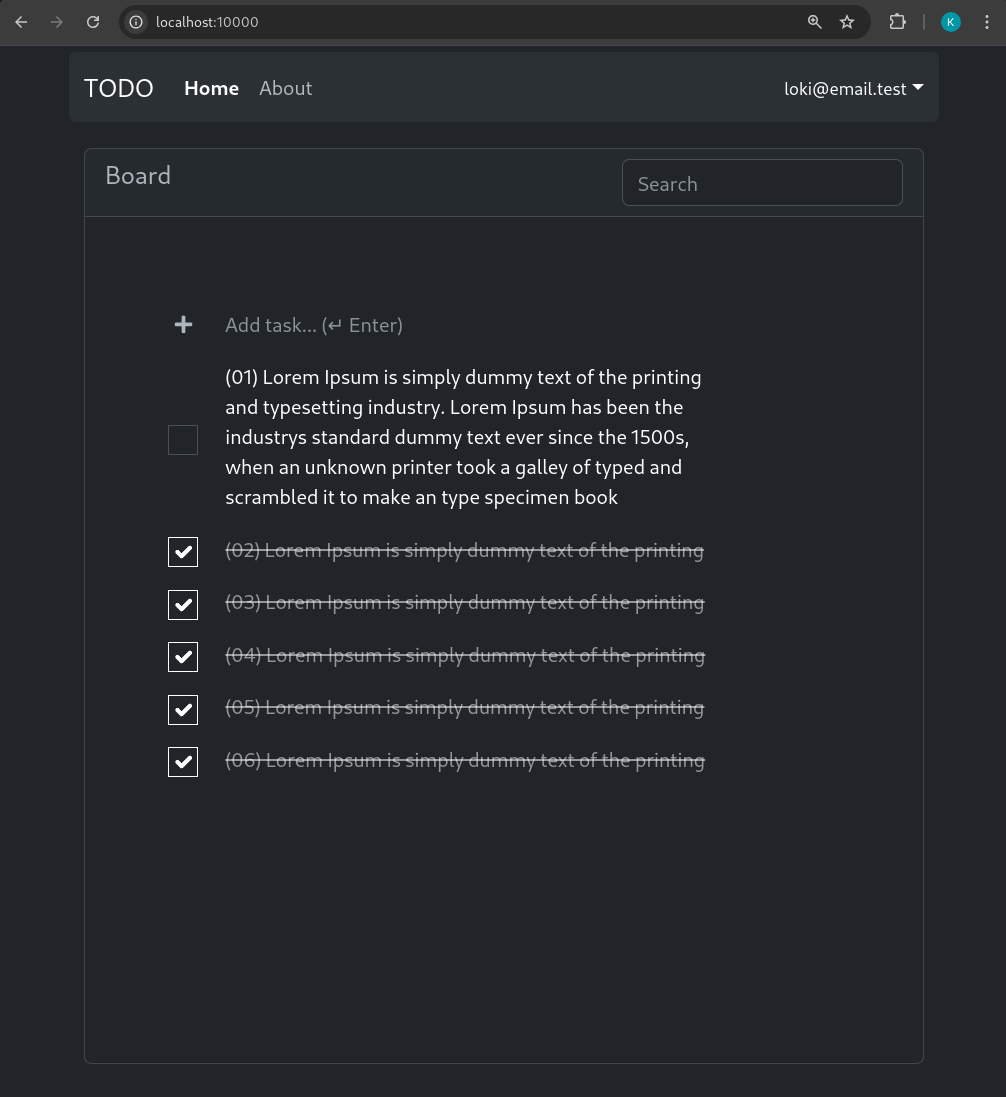 localhost:10000
K
TODO Home About loki@email.test
Board Search
Add task... (↵ Enter)
(01) Lorem Ipsum is simply dummy text of the printing
and typesetting industry. Lorem Ipsum has been the
industrys standard dummy text ever since the 1500s,
when an unknown printer took a galley of typed and
scrambled it to make an type specimen book
(02) Lorem Ipsum is simply dummy text of the printing
(03) Lorem Ipsum is simply dummy text of the printing
(04) Lorem Ipsum is simply dummy text of the printing
(05) Lorem Ipsum is simply dummy text of the printing
(06) Lorem Ipsum is simply dummy text of the printing